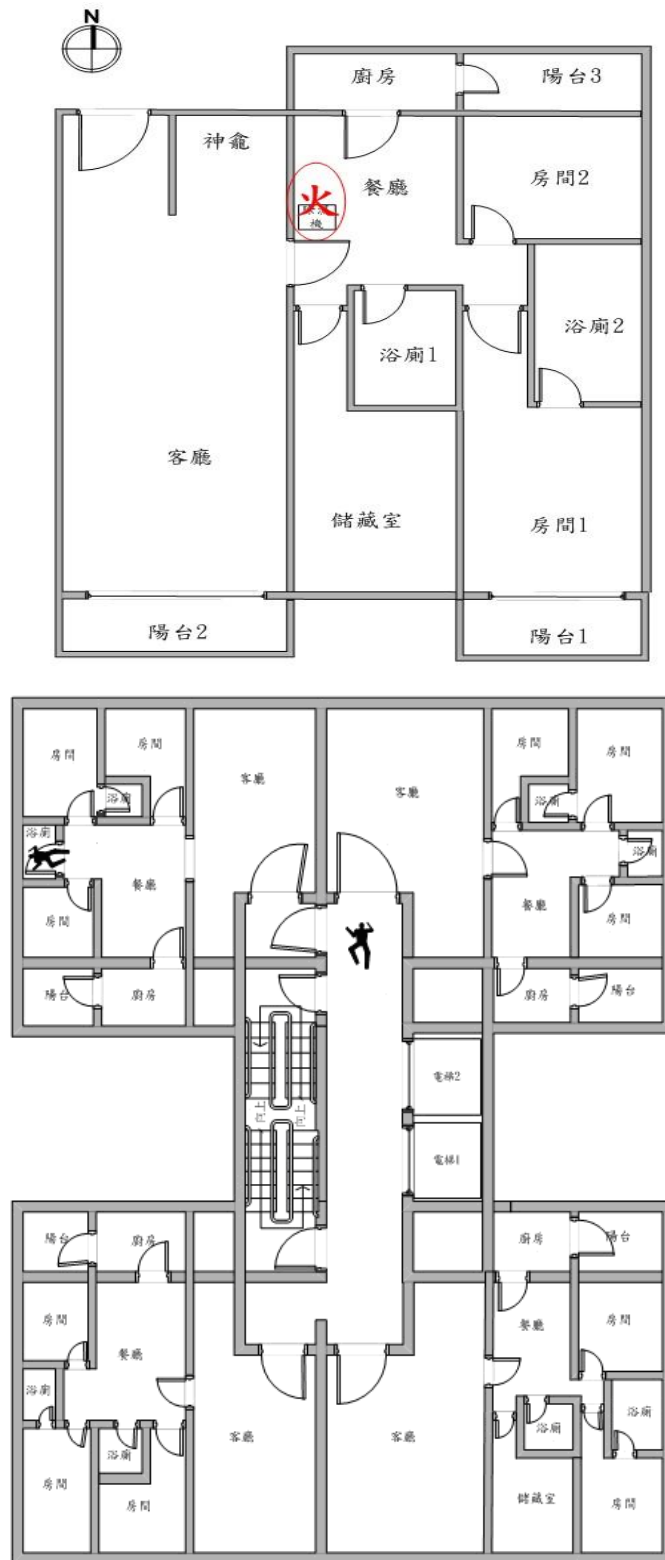 N
廚房
陽台3
神龕
餐廳
房間2
火
機
浴廁1
浴廁2
客廳
儲藏室
房間1
陽台2
陽台1
房間
房間
客廳
客廳
房間
房間
浴廁
浴廁
浴廁
餐廳
浴廁
房間
餐廳
房間
陽台
廚房
廚房
陽台
電梯2
向上
向上
電梯1
陽台
廚房
廚房
陽台
房間
餐廳
餐廳
房間
浴廁
客廳
客廳
浴廁
浴廁
浴廁
房間
房間
儲藏室
房間